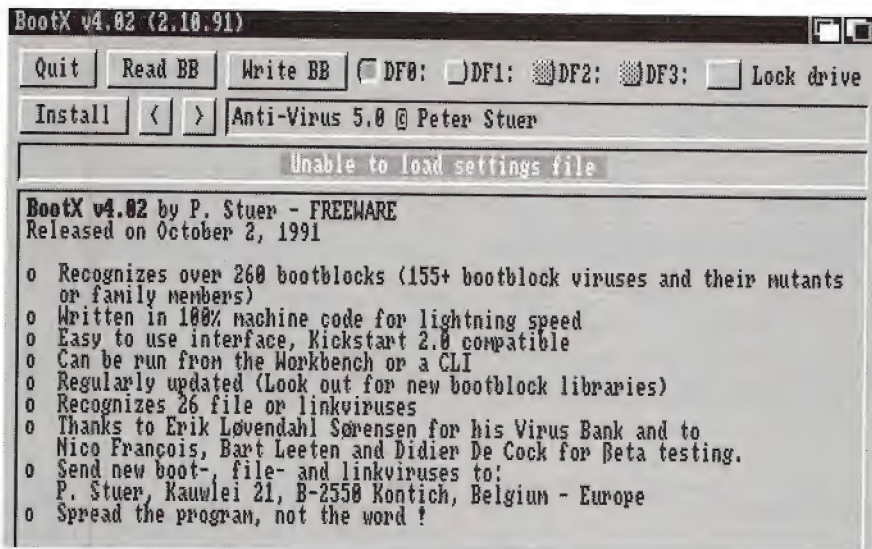 BootX v4.02 (2.10.91)
Quit Read BB Write BB DF0: DF1: DF2: DF3: Lock drive
Install < > Anti-Virus 5.0 © Peter Stuer
Unable to load settings file
BootX v4.02 by P. Stuer - FREEWARE
Released on October 2, 1991
o Recognizes over 260 bootblocks (155+ bootblock viruses and their mutants
or family members)
o Written in 100% machine code for lightning speed
o Easy to use interface, Kickstart 2.0 compatible
o Can be run from the Workbench or a CLI
o Regularly updated (Look out for new bootblock libraries)
o Recognizes 26 file or linkviruses
o Thanks to Erik Løvendahl Sørensen for his Virus Bank and to
Nico François, Bart Leeten and Didier De Cock for βeta testing.
o Send new boot-, file- and linkviruses to:
P. Stuer, Kauwlei 21, B-2550 Kontich, Belgium - Europe
o Spread the program, not the word !